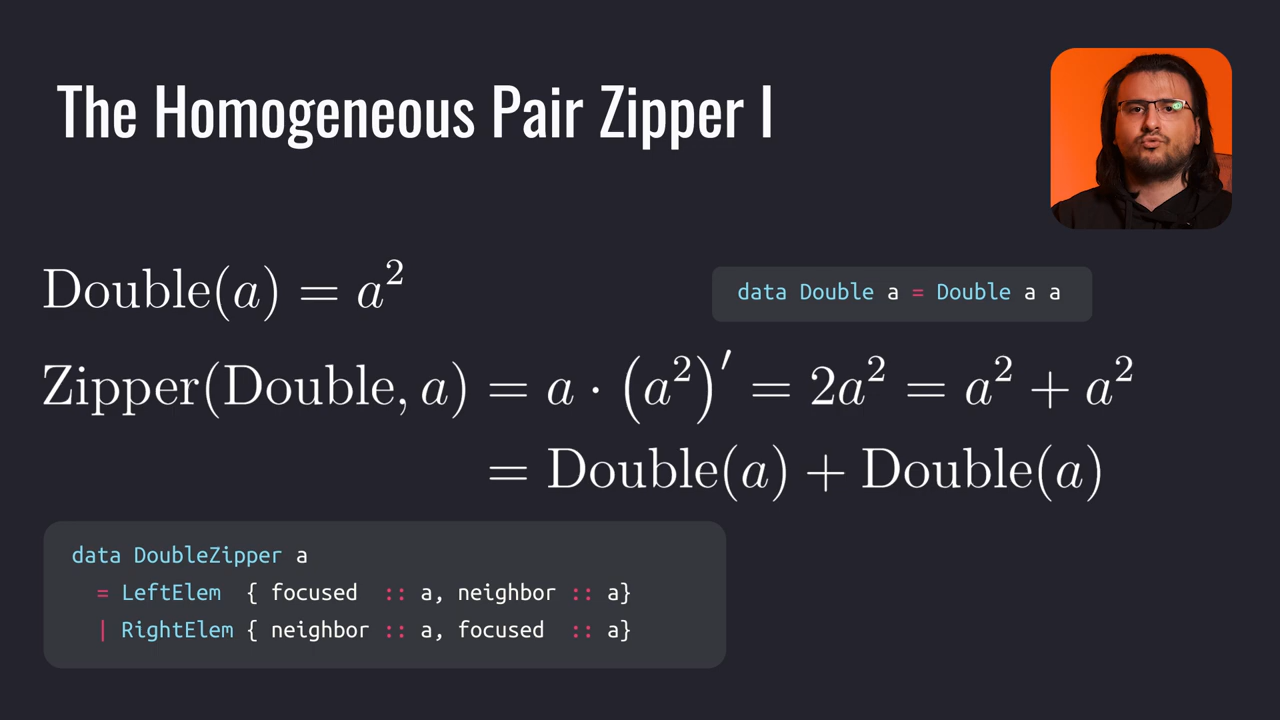 The Homogeneous Pair Zipper I
Double(a) = a²
data Double a = Double a a
Zipper(Double, a) = a · (a²)′ = 2a² = a² + a²
= Double(a) + Double(a)
data DoubleZipper a
= LeftElem { focused :: a, neighbor :: a}
| RightElem { neighbor :: a, focused :: a}